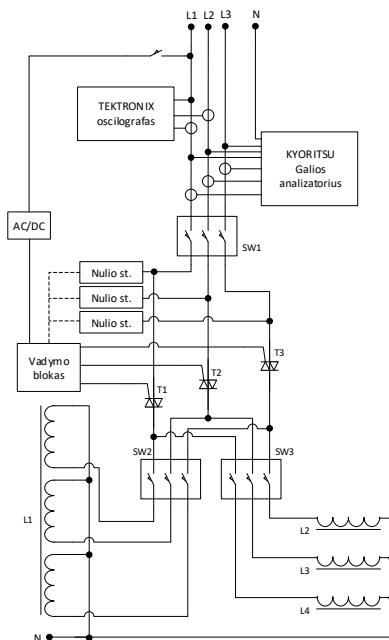 L1 L2 L3 N
TEKTRONIX
oscilografas
KYORITSU
Galios
analizatorius
AC/DC
SW1
Nulio st.
Nulio st.
Nulio st.
Vadymo
blokas
T3
T2
T1
SW2
SW3
L1
L2
L3
L4
N